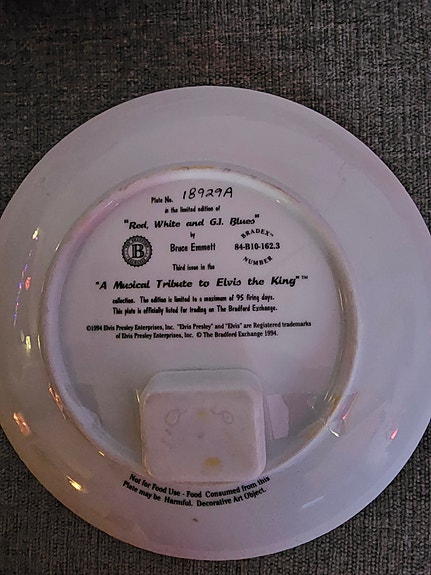 Plate No. 18929A
in the limited edition of
"Red, White and G.I. Blues"
by
Bruce Emmett
B
BRADEX™
84-B10-162.3
NUMBER
Third issue in the
"A Musical Tribute to Elvis the King"™
collection. The edition is limited to a maximum of 95 firing days.
This plate is officially listed for trading on The Bradford Exchange.
©1994 Elvis Presley Enterprises, Inc. "Elvis Presley" and "Elvis" are Registered trademarks
of Elvis Presley Enterprises, Inc. © The Bradford Exchange 1994.
Not for Food Use - Food Consumed from this
Plate may be Harmful. Decorative Art Object.